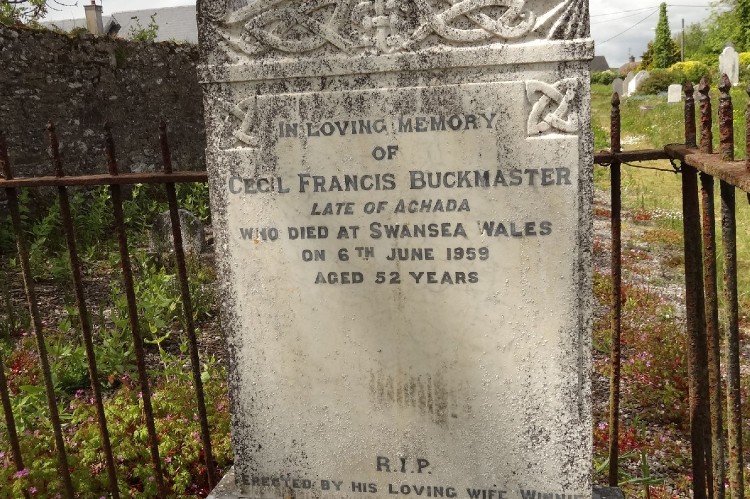 IN LOVING MEMORY
OF
CECIL FRANCIS BUCKMASTER
LATE OF ACHADA
WHO DIED AT SWANSEA WALES
ON 6TH JUNE 1959
AGED 52 YEARS
R.I.P.
ERECTED BY HIS LOVING WIFE WINNIE